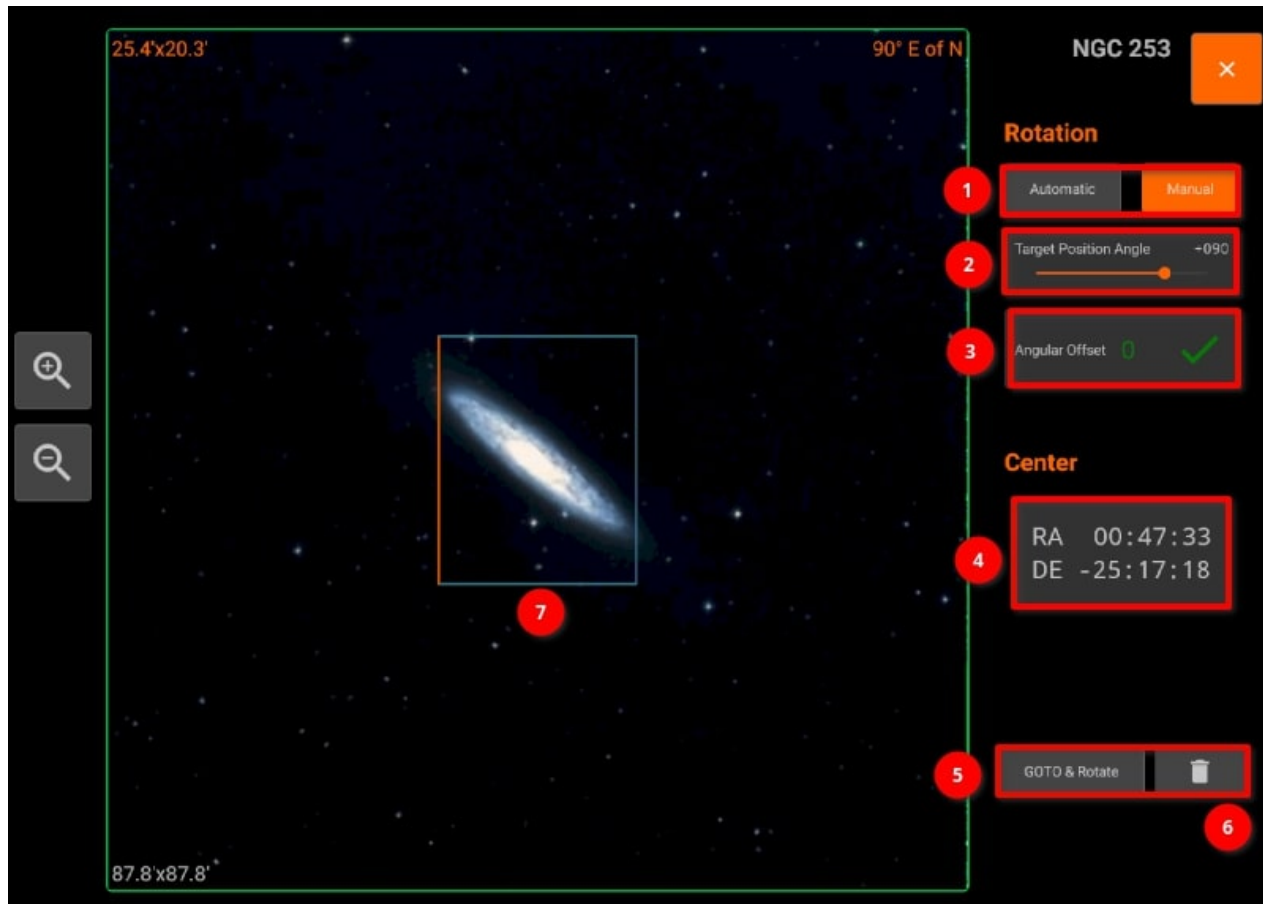 25.4'x20.3'
90° E of N
NGC 253
×
Rotation
1
Automatic
Manual
2
Target Position Angle +090
3
Angular Offset 0
Center
4
RA 00:47:33
DE -25:17:18
7
5
GOTO & Rotate
6
87.8'x87.8'